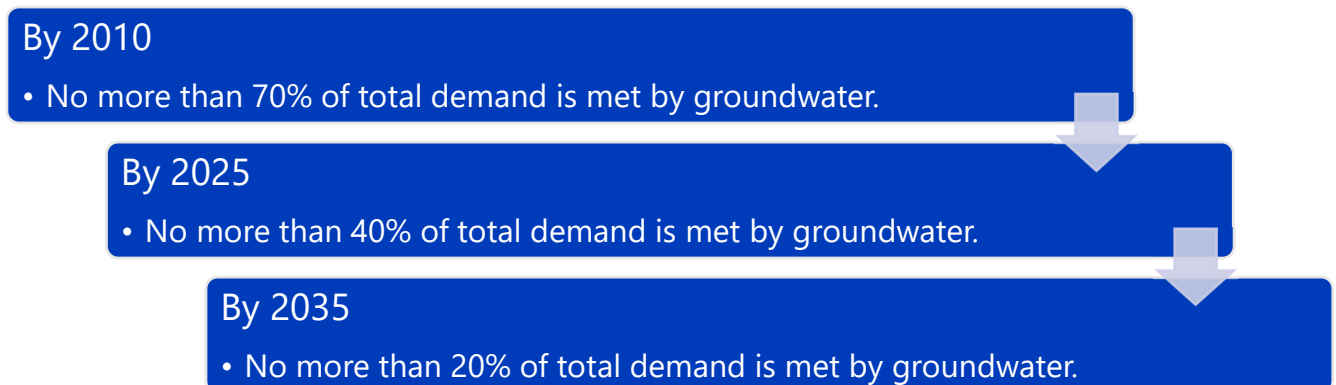 By 2010
• No more than 70% of total demand is met by groundwater.
By 2025
• No more than 40% of total demand is met by groundwater.
By 2035
• No more than 20% of total demand is met by groundwater.